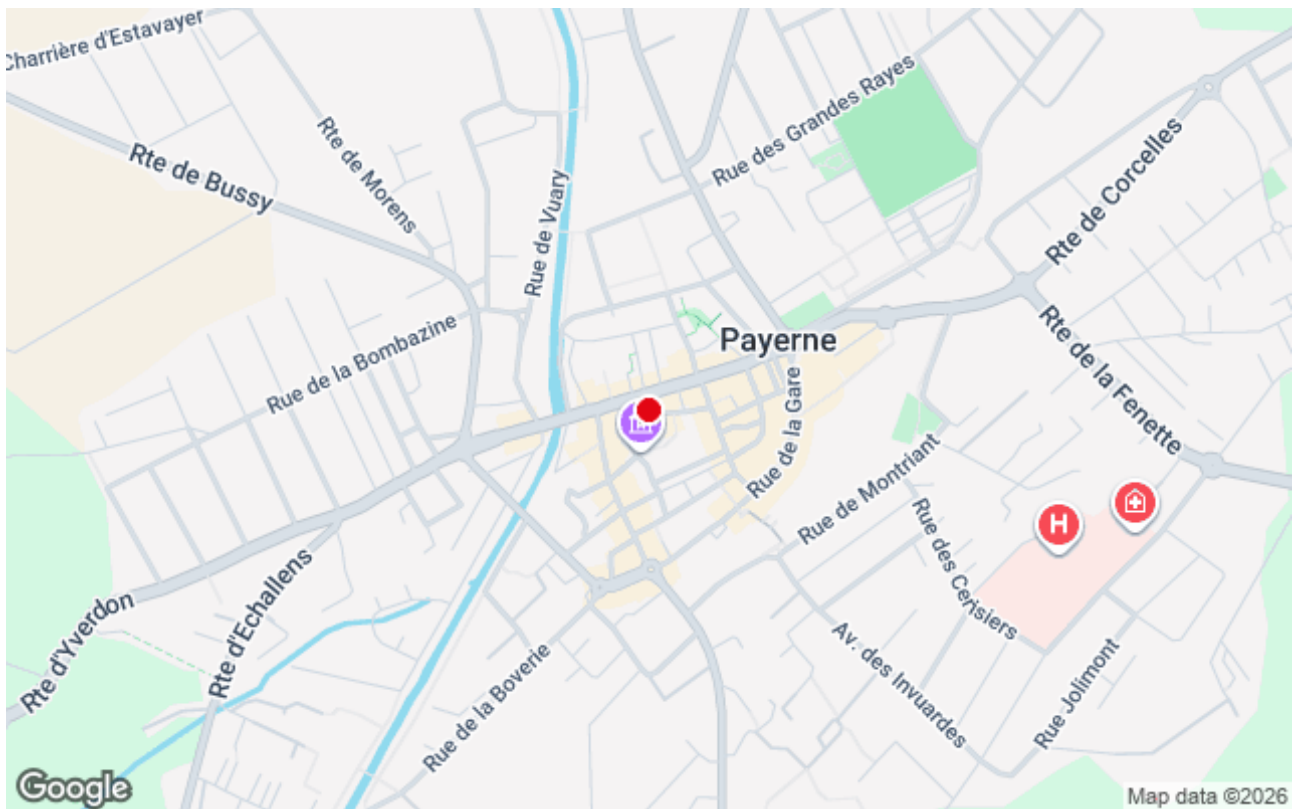 Charrière d'Estavayer
Rte de Morens
Rue des Grandes Rayes
Rte de Bussy
Rue de Vuary
Rte de Corcelles
Rue de la Bombazine
Payerne
Rte de la Fenette
Rue de la Gare
Rue de Montriant
H
Rue des Cerisiers
Rte d'Yverdon
Rte d'Echallens
Rue de la Boverie
Av. des Invuardes
Rue Jolimont
Google
Map data ©2026